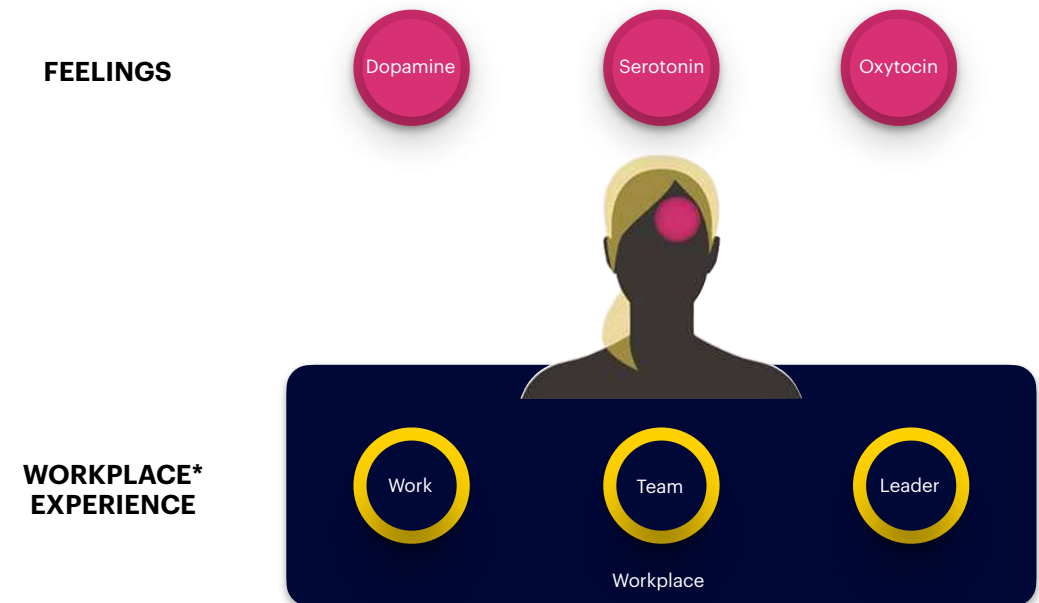 FEELINGS
Dopamine
Serotonin
Oxytocin
WORKPLACE*
EXPERIENCE
Work
Team
Leader
Workplace